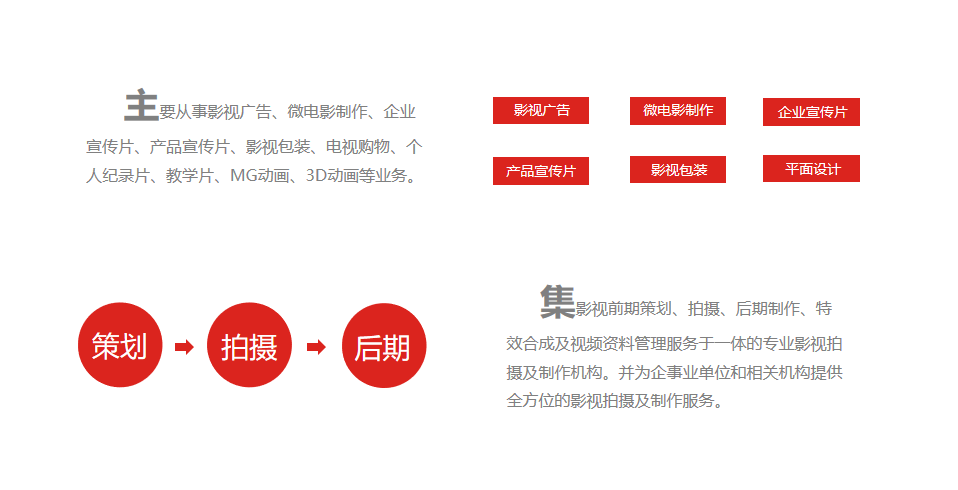 主要从事影视广告、微电影制作、企业
宣传片、产品宣传片、影视包装、电视购物、个
人纪录片、教学片、MG动画、3D动画等业务。
影视广告
微电影制作
企业宣传片
产品宣传片
影视包装
平面设计
策划
拍摄
后期
集影视前期策划、拍摄、后期制作、特
效合成及视频资料管理服务于一体的专业影视拍
摄及制作机构。并为企事业单位和相关机构提供
全方位的影视拍摄及制作服务。